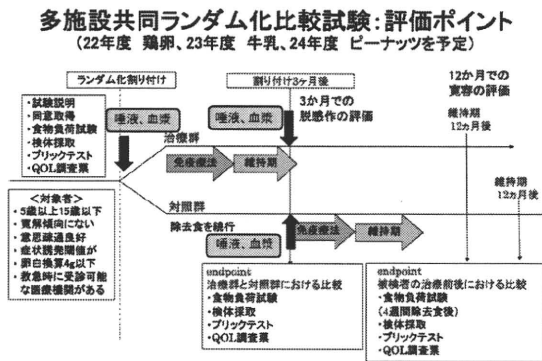 多施設共同ランダム化比較試験:評価ポイント
(22年度 鶏卵、23年度 牛乳、24年度 ピーナッツを予定)
ランダム化割り付け
割り付け3ヶ月後
12か月での
寛容の評価
・試験説明
・同意取得
・食物負荷試験
・検体採取
・プリックテスト
・QOL調査票
唾液、血漿
唾液、血漿
3か月での
脱感作の評価
維持期
12ヵ月後
治療群
免疫療法
維持期
維持期
12ヵ月後
<対象者>
・5歳以上15歳以下
・寛解傾向にない
・意思疎通良好
・症状誘発閾値が
卵白換算4g以下
・救急時に受診可能
な医療機関がある
対照群
除去食を続行
免疫療法
維持期
唾液、血漿
endpoint
治療群と対照群における比較
・食物負荷試験
・検体採取
・プリックテスト
・QOL調査票
endpoint
被検者の治療前後における比較
・食物負荷試験
(4週間除去食後)
・検体採取
・プリックテスト
・QOL調査票